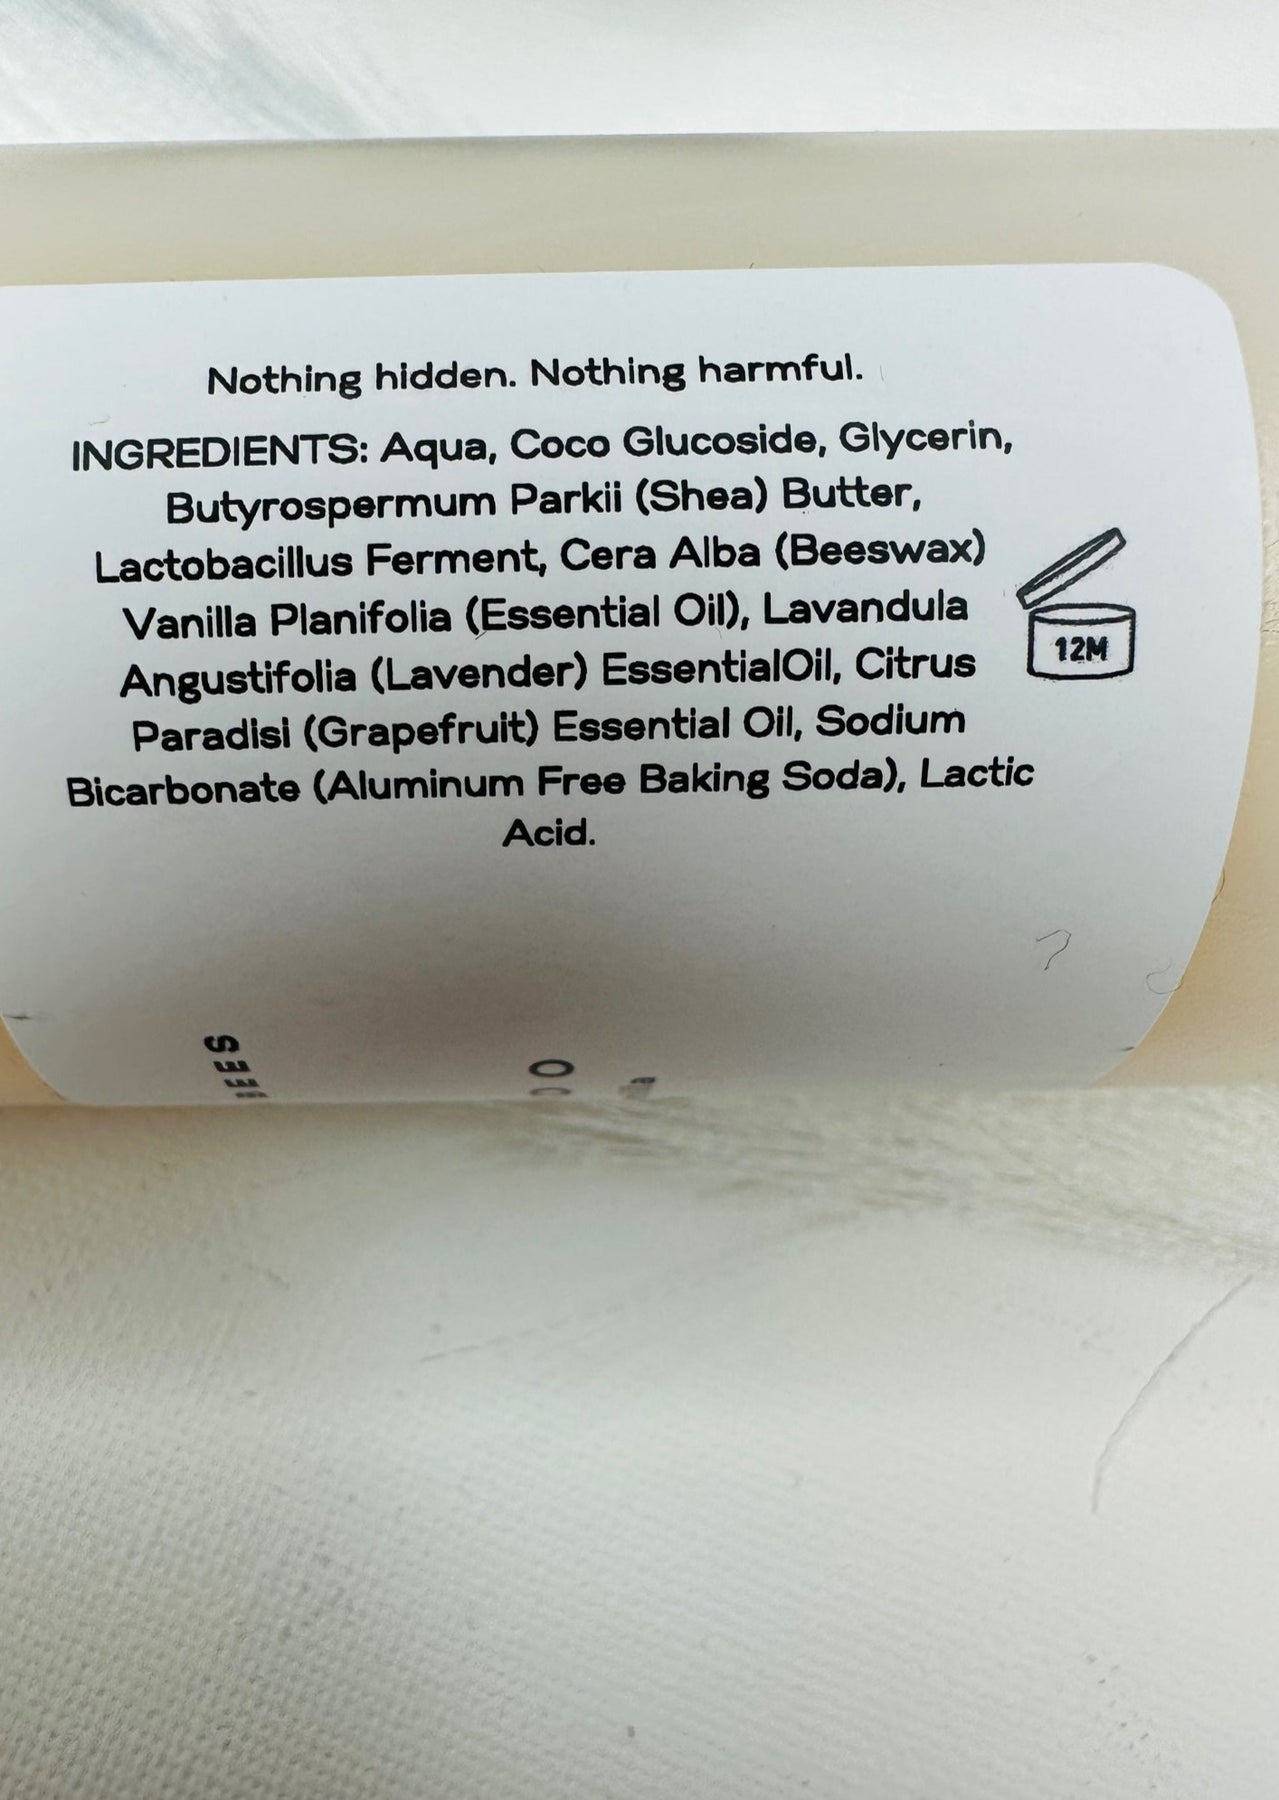 Nothing hidden. Nothing harmful.
INGREDIENTS: Aqua, Coco Glucoside, Glycerin,
Butyrospermum Parkii (Shea) Butter,
Lactobacillus Ferment, Cera Alba (Beeswax)
Vanilla Planifolia (Essential Oil), Lavandula
Angustifolia (Lavender) EssentialOil, Citrus
Paradisi (Grapefruit) Essential Oil, Sodium
Bicarbonate (Aluminum Free Baking Soda), Lactic
Acid.
12M